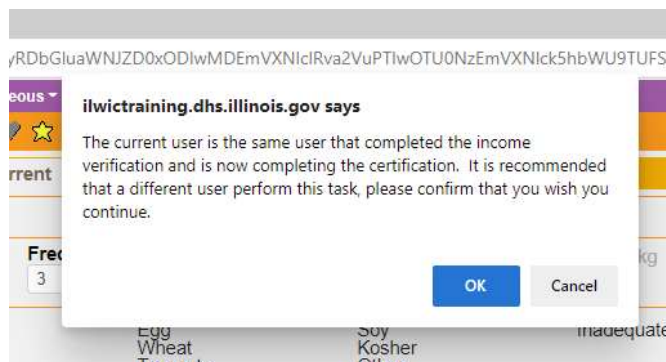 eous
ilwictraining.dhs.illinois.gov says
The current user is the same user that completed the income
verification and is now completing the certification.  It is recommended
that a different user perform this task, please confirm that you wish you
continue.
rrent
Fre
kg
3
OK Cancel
Egg Soy Inadequate
Wheat Kosher